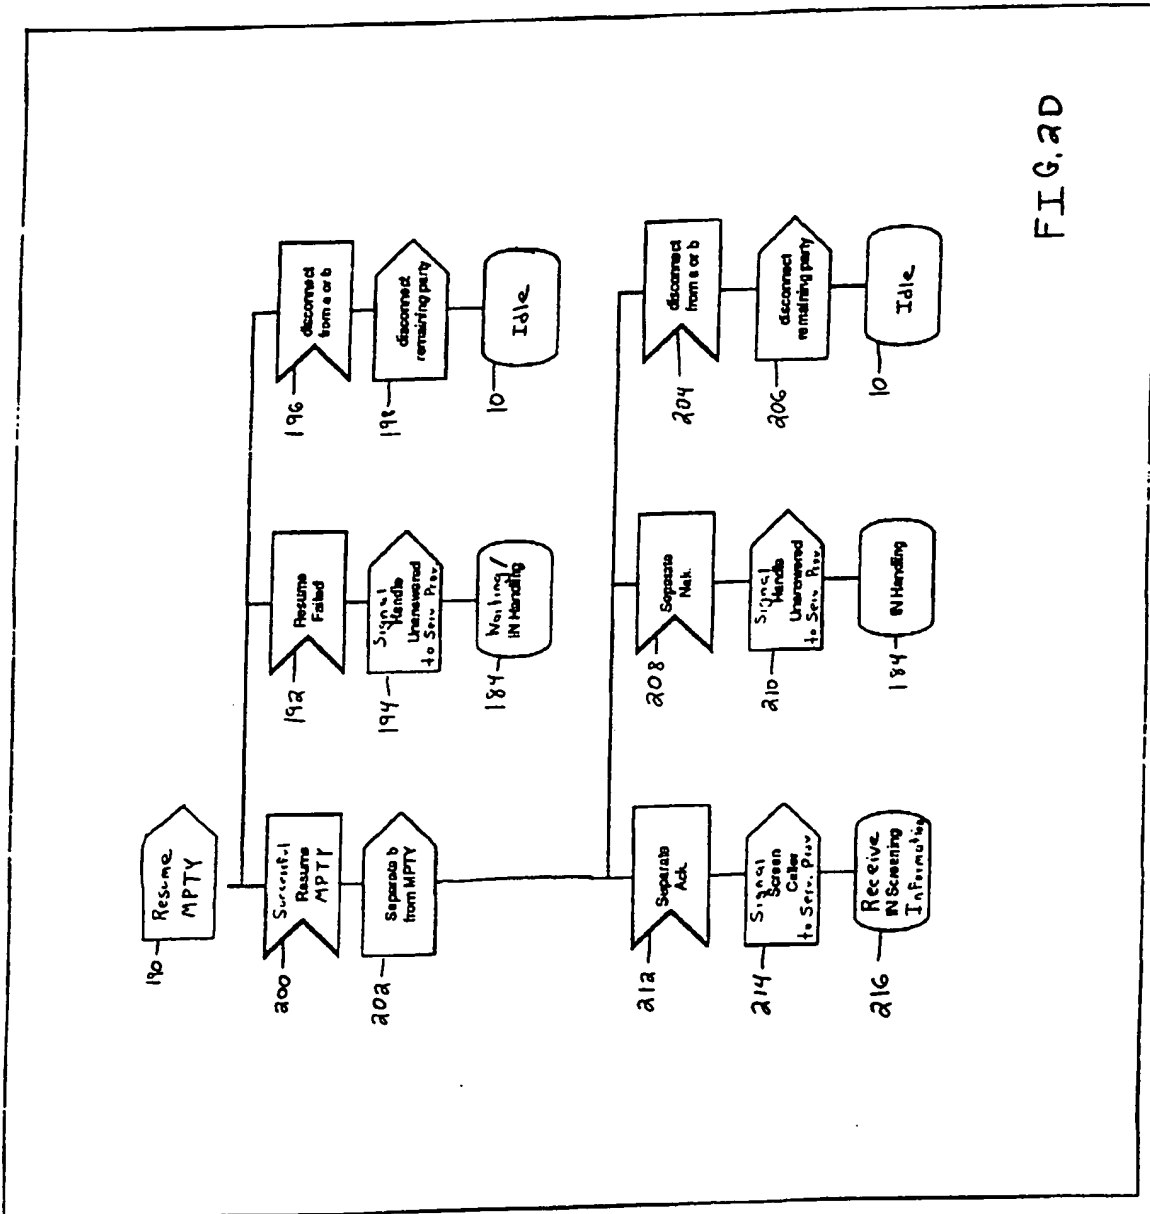 Resume
MPTY
190
Successful
Resume
MPTY
200
Resume
Failed
192
disconnect
from a or b
196
Separate b
from MPTY
202
Signal
Handle
Unanswered
to Serv. Prov.
194
disconnect
remaining party
198
Waiting/
IN Handling
184
Idle
10
Separate
Ack.
212
Separate
Nak.
208
disconnect
from a or b
204
Signal
Screen
Caller
to Serv. Prov
214
Signal
Handle
Unanswered
to Serv. Prov.
210
disconnect
remaining party
206
Receive
IN Screening
Information
216
IN Handling
184
Idle
10
FIG. 2D